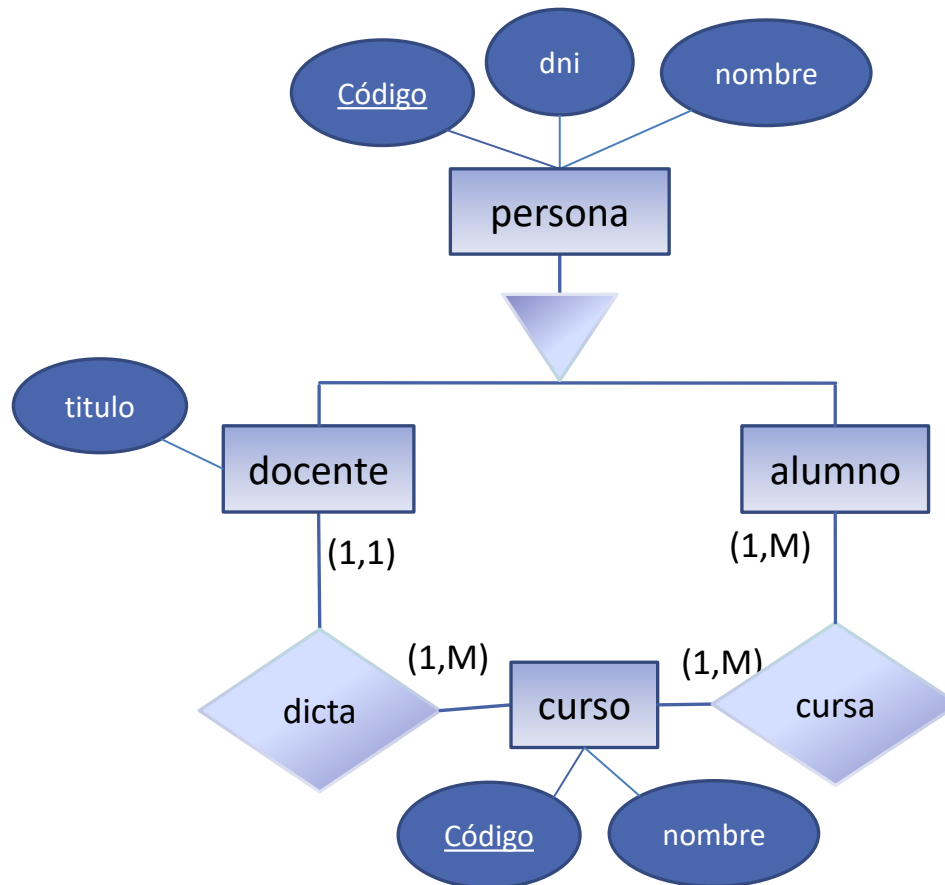 Código
dni
nombre
persona
titulo
docente
alumno
(1,1)
(1,M)
(1,M)
(1,M)
dicta
curso
cursa
Código
nombre